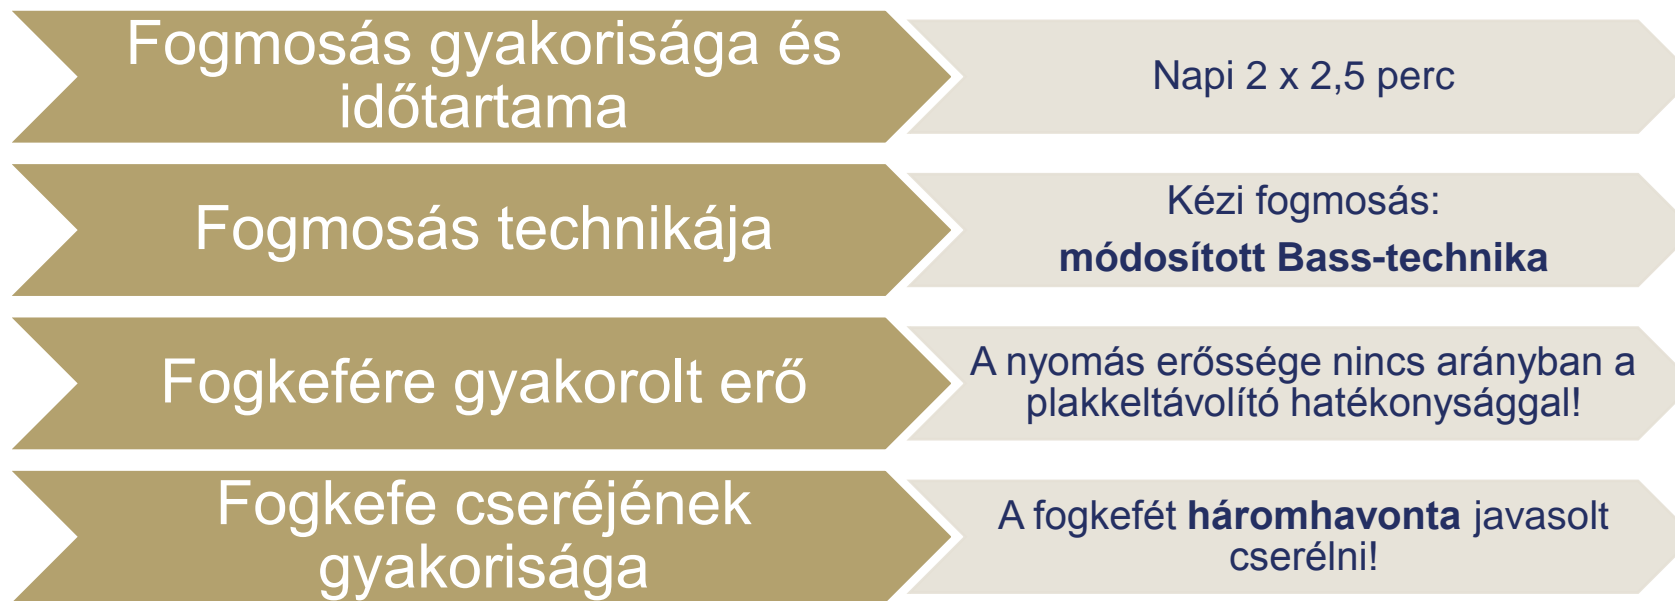 Fogmosás gyakorisága és
időtartama
Napi 2 x 2,5 perc
Fogmosás technikája
Kézi fogmosás:
módosított Bass-technika
Fogkefére gyakorolt erő
A nyomás erőssége nincs arányban a
plakkeltávolító hatékonysággal!
Fogkefe cseréjének
gyakorisága
A fogkefét háromhavonta javasolt
cserélni!